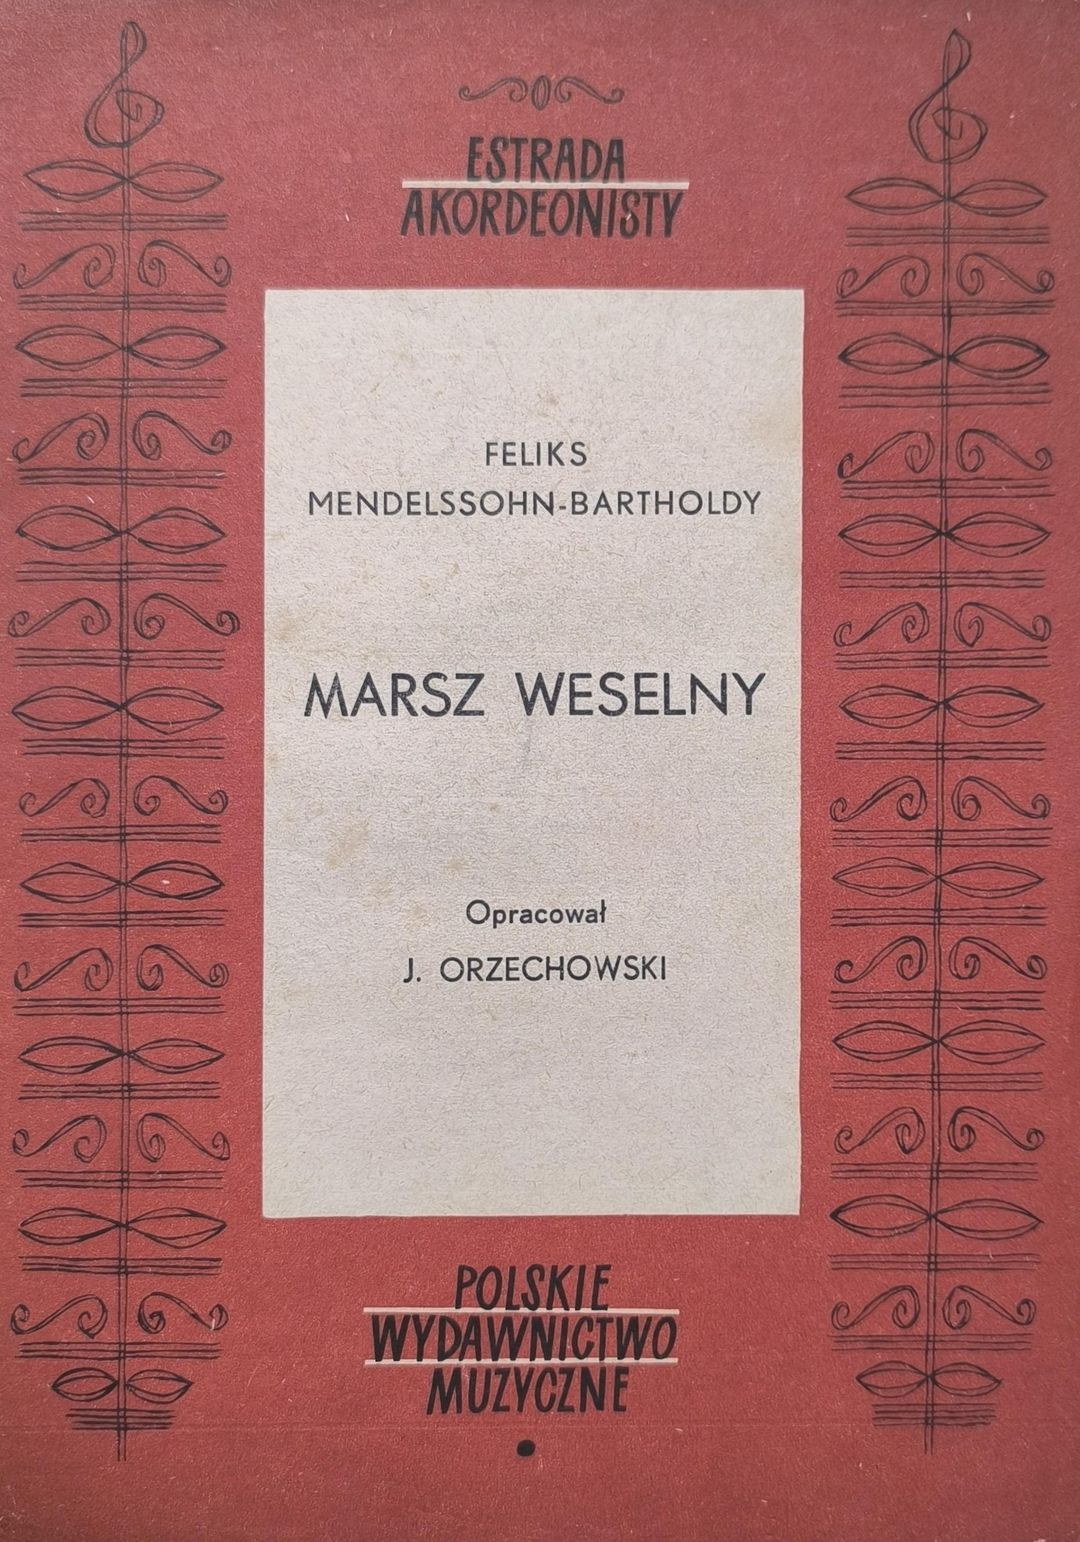 ESTRADA
AKORDEONISTY
FELIKS
MENDELSSOHN-BARTHOLDY
MARSZ WESELNY
Opracował
J. ORZECHOWSKI
POLSKIE
WYDAWNICTWO
MUZYCZNE